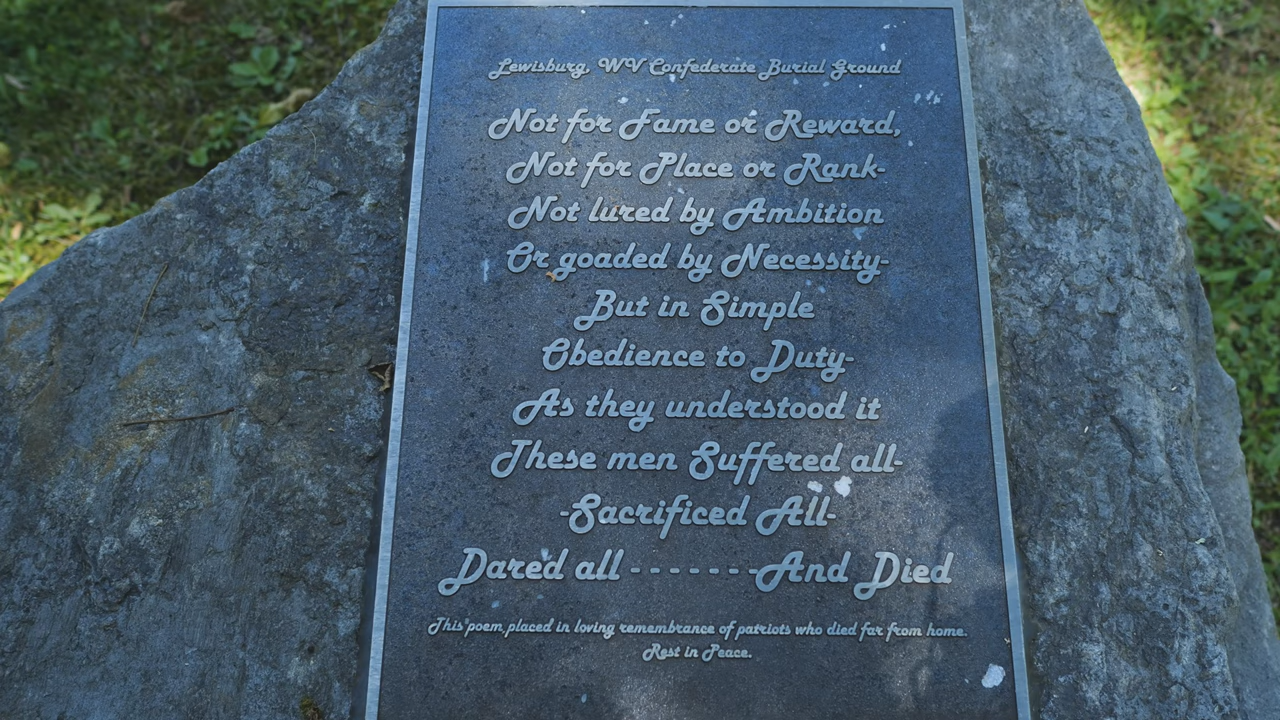 Lewisburg, WV Confederate Burial Ground
Not for Fame or Reward,
Not for Place or Rank-
Not lured by Ambition
Or goaded by Necessity-
But in Simple
Obedience to Duty-
As they understood it
These men Suffered all-
-Sacrificed All-
Dared all - - - - - - -And Died
This poem placed in loving remembrance of patriots who died far from home.
Rest in Peace.